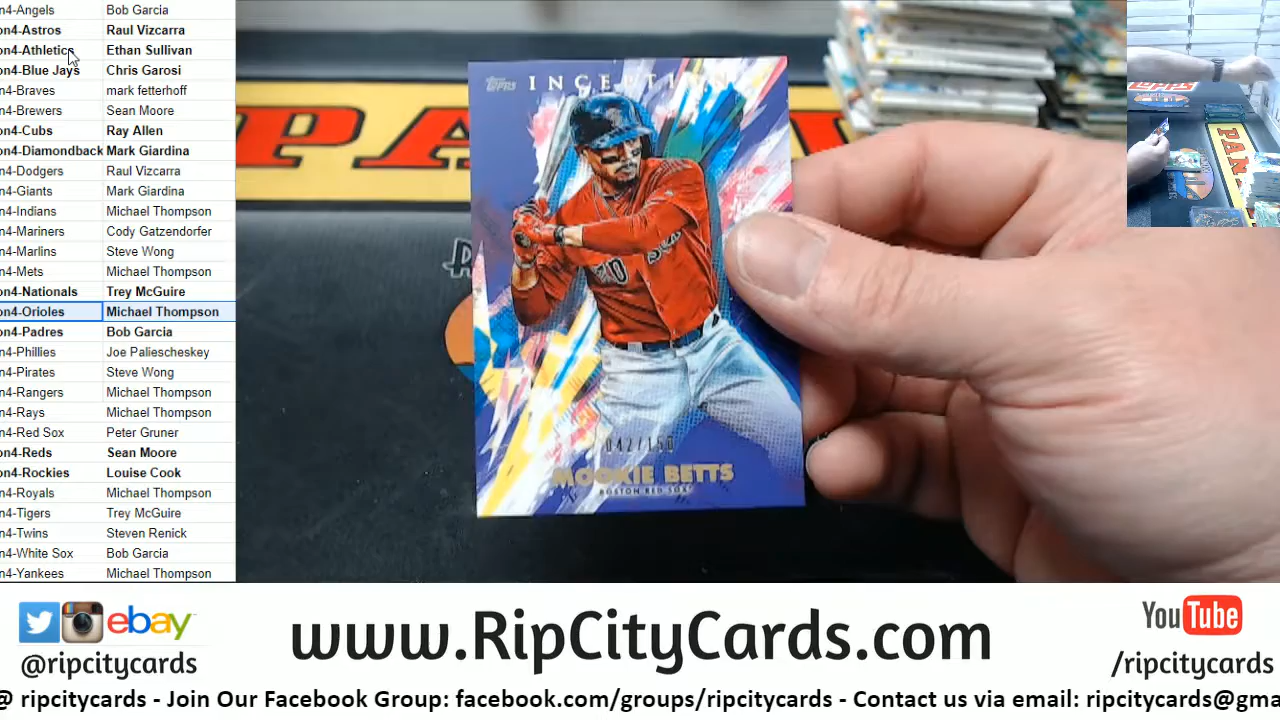 n4-Angels Bob Garcia
on4-Astros Raul Vizcarra
on4-Athletics Ethan Sullivan
on4-Blue Jays Chris Garosi
n4-Braves mark fetterhoff
n4-Brewers Sean Moore
on4-Cubs Ray Allen
on4-Diamondback Mark Giardina
n4-Dodgers Raul Vizcarra
n4-Giants Mark Giardina
n4-Indians Michael Thompson
n4-Mariners Cody Gatzendorfer
n4-Marlins Steve Wong
n4-Mets Michael Thompson
on4-Nationals Trey McGuire
on4-Orioles Michael Thompson
on4-Padres Bob Garcia
n4-Phillies Joe Paliescheskey
n4-Pirates Steve Wong
n4-Rangers Michael Thompson
n4-Rays Michael Thompson
n4-Red Sox Peter Gruner
on4-Reds Sean Moore
on4-Rockies Louise Cook
n4-Royals Michael Thompson
n4-Tigers Trey McGuire
n4-Twins Steven Renick
n4-White Sox Bob Garcia
n4-Yankees Michael Thompson
TOPPS INCEPTION
042/150
MOOKIE BETTS
BOSTON RED SOX
PANI
ebay
@ripcitycards
www.RipCityCards.com
YouTube
/ripcitycards
@ ripcitycards - Join Our Facebook Group: facebook.com/groups/ripcitycards - Contact us via email: ripcitycards@gma